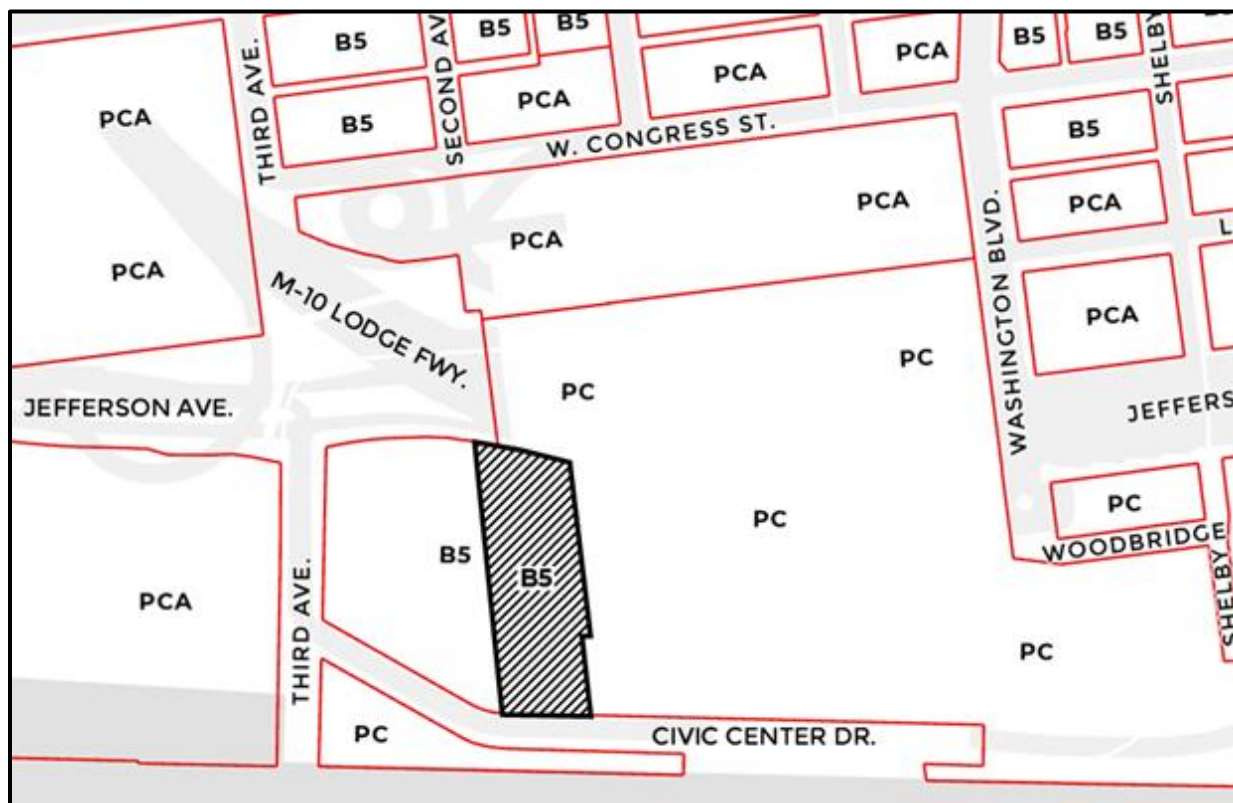 B5
B5
B5
B5
B5
THIRD AVE.
SECOND AV
SHELBY
PCA
PCA
PCA
PCA
B5
B5
W. CONGRESS ST.
PCA
PCA
PCA
PCA
WASHINGTON BLVD.
L
PCA
M-10 LODGE FWY.
PCA
PC
PC
JEFFERSON AVE.
JEFFERS
PC
PC
WOODBRIDGE
B5
B5
THIRD AVE.
PCA
SHELBY
PC
PC
CIVIC CENTER DR.